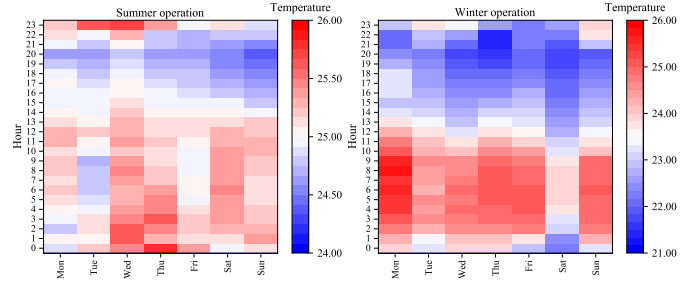 Summer operation
Temperature
Hour
23
22
21
20
19
18
17
16
15
14
13
12
11
10
9
8
7
6
5
4
3
2
1
0
Mon
Tue
Wed
Thu
Fri
Sat
Sun
26.00
25.50
25.00
24.50
24.00
Winter operation
Temperature
Hour
23
22
21
20
19
18
17
16
15
14
13
12
11
10
9
8
7
6
5
4
3
2
1
0
Mon
Tue
Wed
Thu
Fri
Sat
Sun
26.00
25.00
24.00
23.00
22.00
21.00